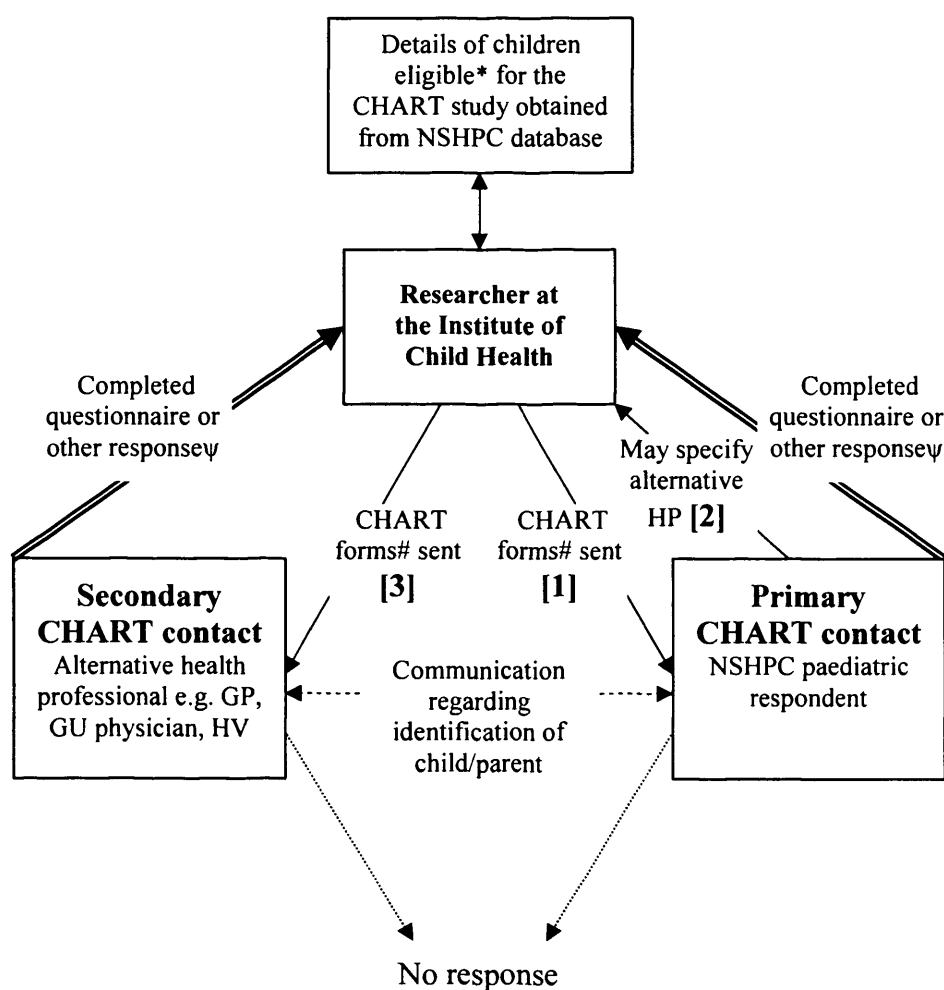 Details of children
eligible* for the
CHART study obtained
from NSHPC database
Researcher at
the Institute of
Child Health
Completed
questionnaire or
other responseψ
Completed
questionnaire or
other responseψ
May specify
alternative
HP [2]
CHART
forms# sent
[3]
CHART
forms# sent
[1]
Secondary
CHART contact
Alternative health
professional e.g. GP,
GU physician, HV
Communication
regarding
identification of
child/parent
Primary
CHART contact
NSHPC paediatric
respondent
No response